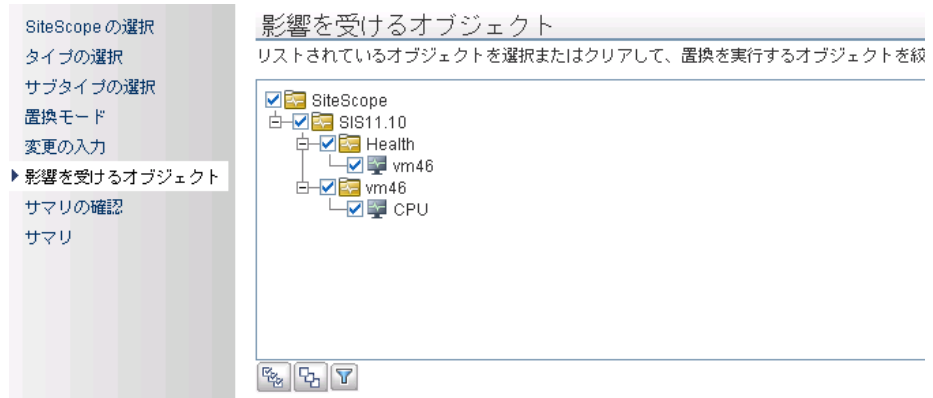 SiteScope の選択
タイプの選択
サブタイプの選択
置換モード
変更の入力
影響を受けるオブジェクト
サマリの確認
サマリ
影響を受けるオブジェクト
リストされているオブジェクトを選択またはクリアして、置換を実行するオブジェクトを絞
SiteScope
SIS11.10
Health
vm46
vm46
CPU